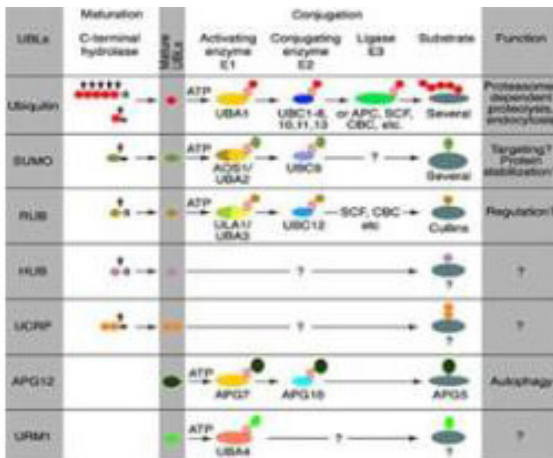 Maturation Conjugation
UBLs C-terminal hydrolase Mature UBLs Activating enzyme E1 Conjugating enzyme E2 Ligase E3 Substrate Function
Ubiquitin ATP UBA1 UBC1-8, 10,11,13 or APC, SCF, CBC, etc. Several Proteasome dependent proteolysis endocytosis
SUMO ATP AOS1/ UBA2 UBC9 ? Several Targeting? Protein stabilization
RUB ATP ULA1/ UBA3 UBC12 SCF, CBC etc Cullins Regulation
HUB ? ? ?
UCRP ? ? ?
APG12 ATP APG7 APG10 APG5 Autophagy
URM1 ATP UBA4 ? ? ?